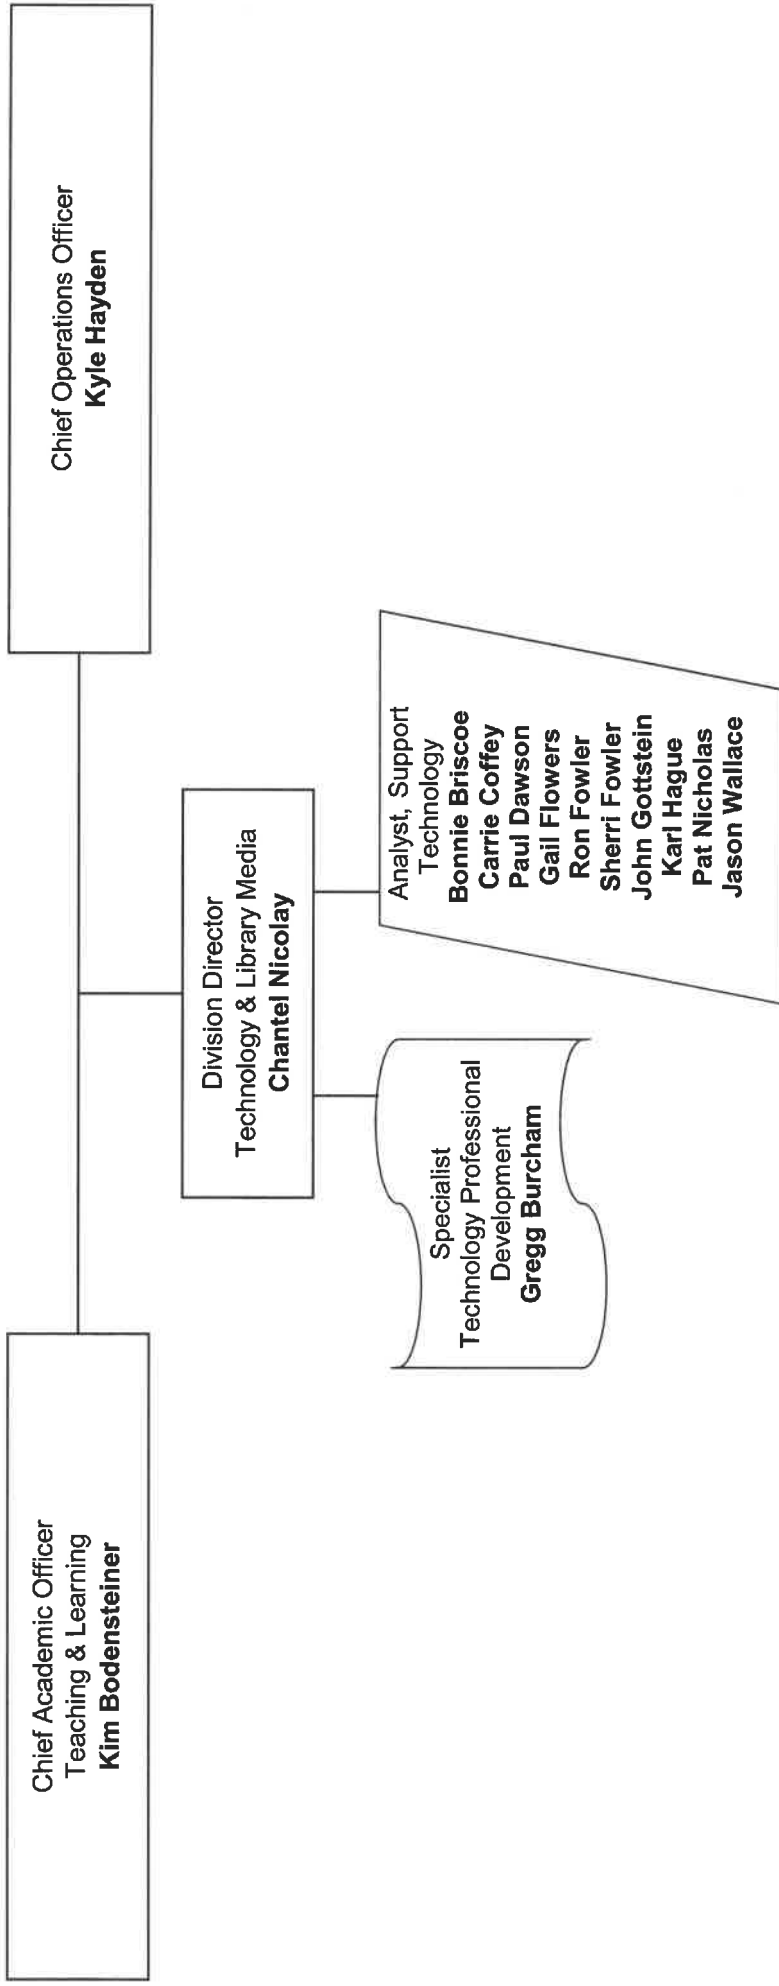 Chief Academic Officer
Teaching & Learning
Kim Bodensteiner
Chief Operations Officer
Kyle Hayden
Division Director
Technology & Library Media
Chantel Nicolay
Specialist
Technology Professional
Development
Gregg Burcham
Analyst, Support
Technology
Bonnie Briscoe
Carrie Coffey
Paul Dawson
Gail Flowers
Ron Fowler
Sherri Fowler
John Gottstein
Karl Hague
Pat Nicholas
Jason Wallace